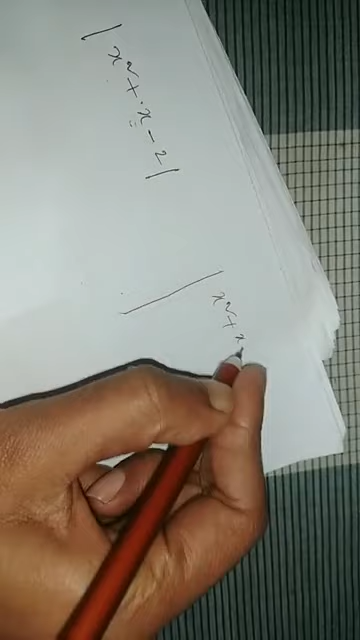 |x² + x - 2|
| x² + x